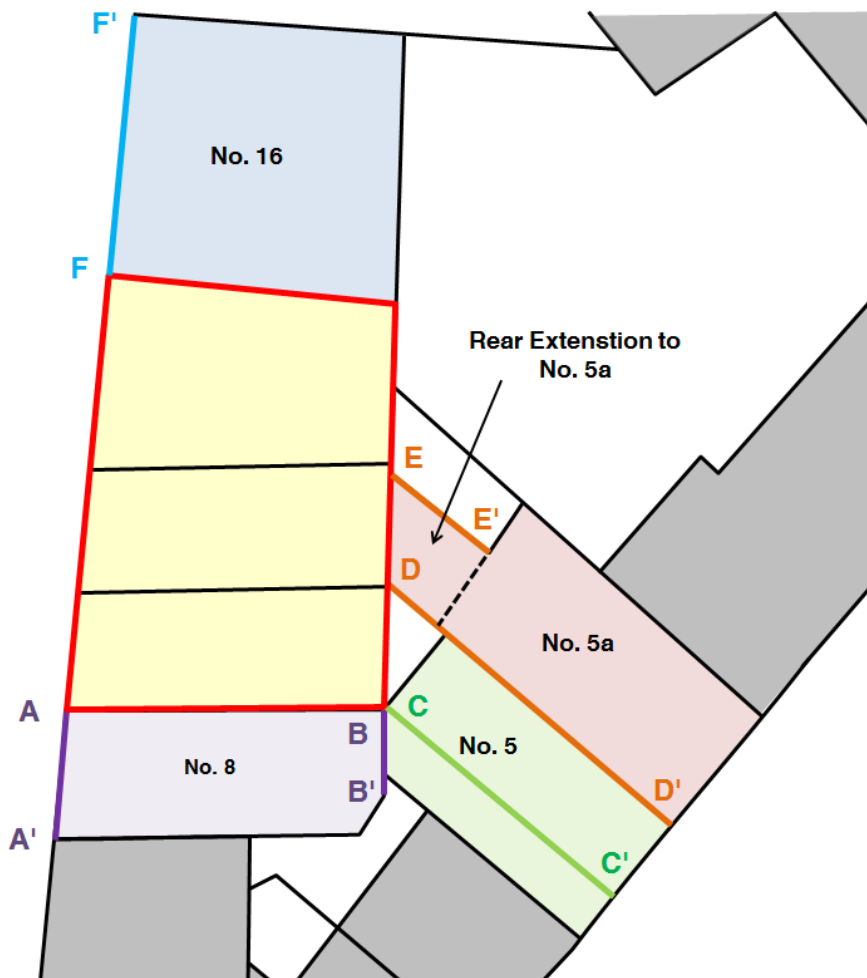 F'
No. 16
F
Rear Extenstion to
No. 5a
E
E'
D
No. 5a
A
C
B
No. 5
No. 8
B'
D'
A'
C'